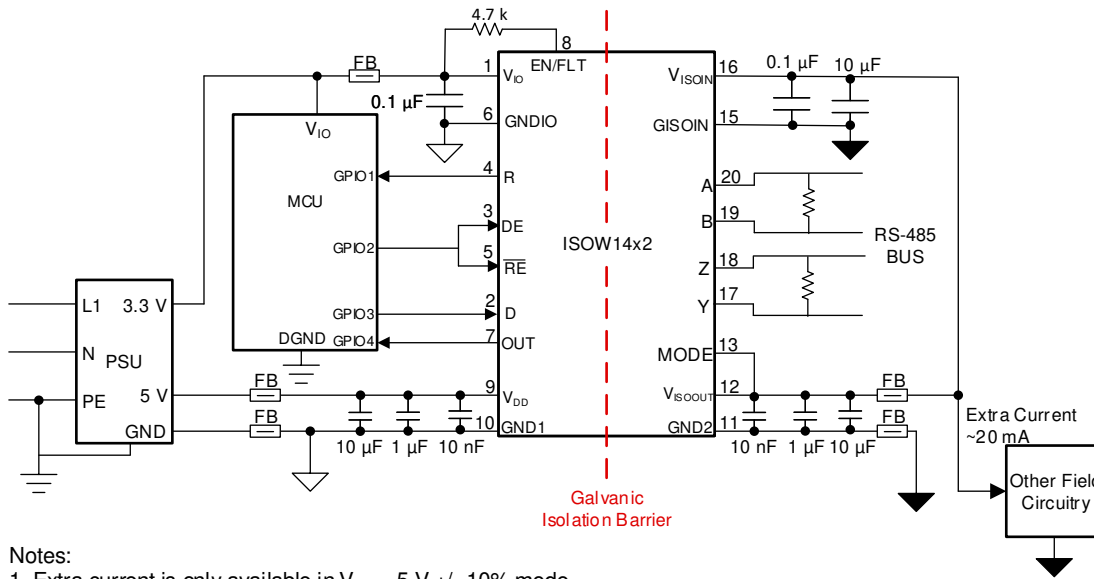 4.7 k
8
EN/FLT
FB
1
V_IO
0.1 µF
6
GNDIO
V_IO
MCU
GPIO1
4
R
3
DE
GPIO2
5
RE
GPIO3
2
D
DGND
GPIO4
7
OUT
ISOW14x2
16
V_ISOIN
0.1 µF
10 µF
15
GISOIN
20
A
19
B
18
Z
17
Y
RS-485
BUS
13
MODE
12
V_ISOOUT
11
GND2
FB
FB
10 nF
1 µF
10 µF
L1
3.3 V
N
PSU
PE
5 V
GND
FB
FB
9
V_DD
10
GND1
10 µF
1 µF
10 nF
Extra Current
~20 mA
Other Field
Circuitry
Galvanic
Isolation Barrier
Notes: